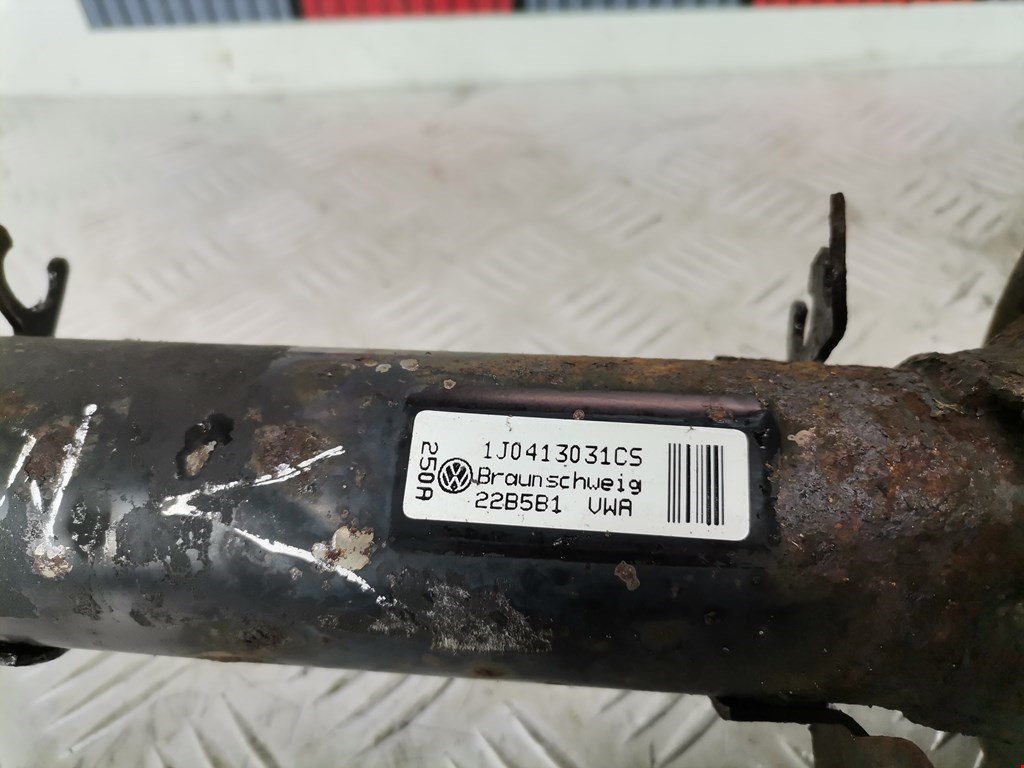 1J0413031CS
Braunschweig
22B5B1 VWA
250A